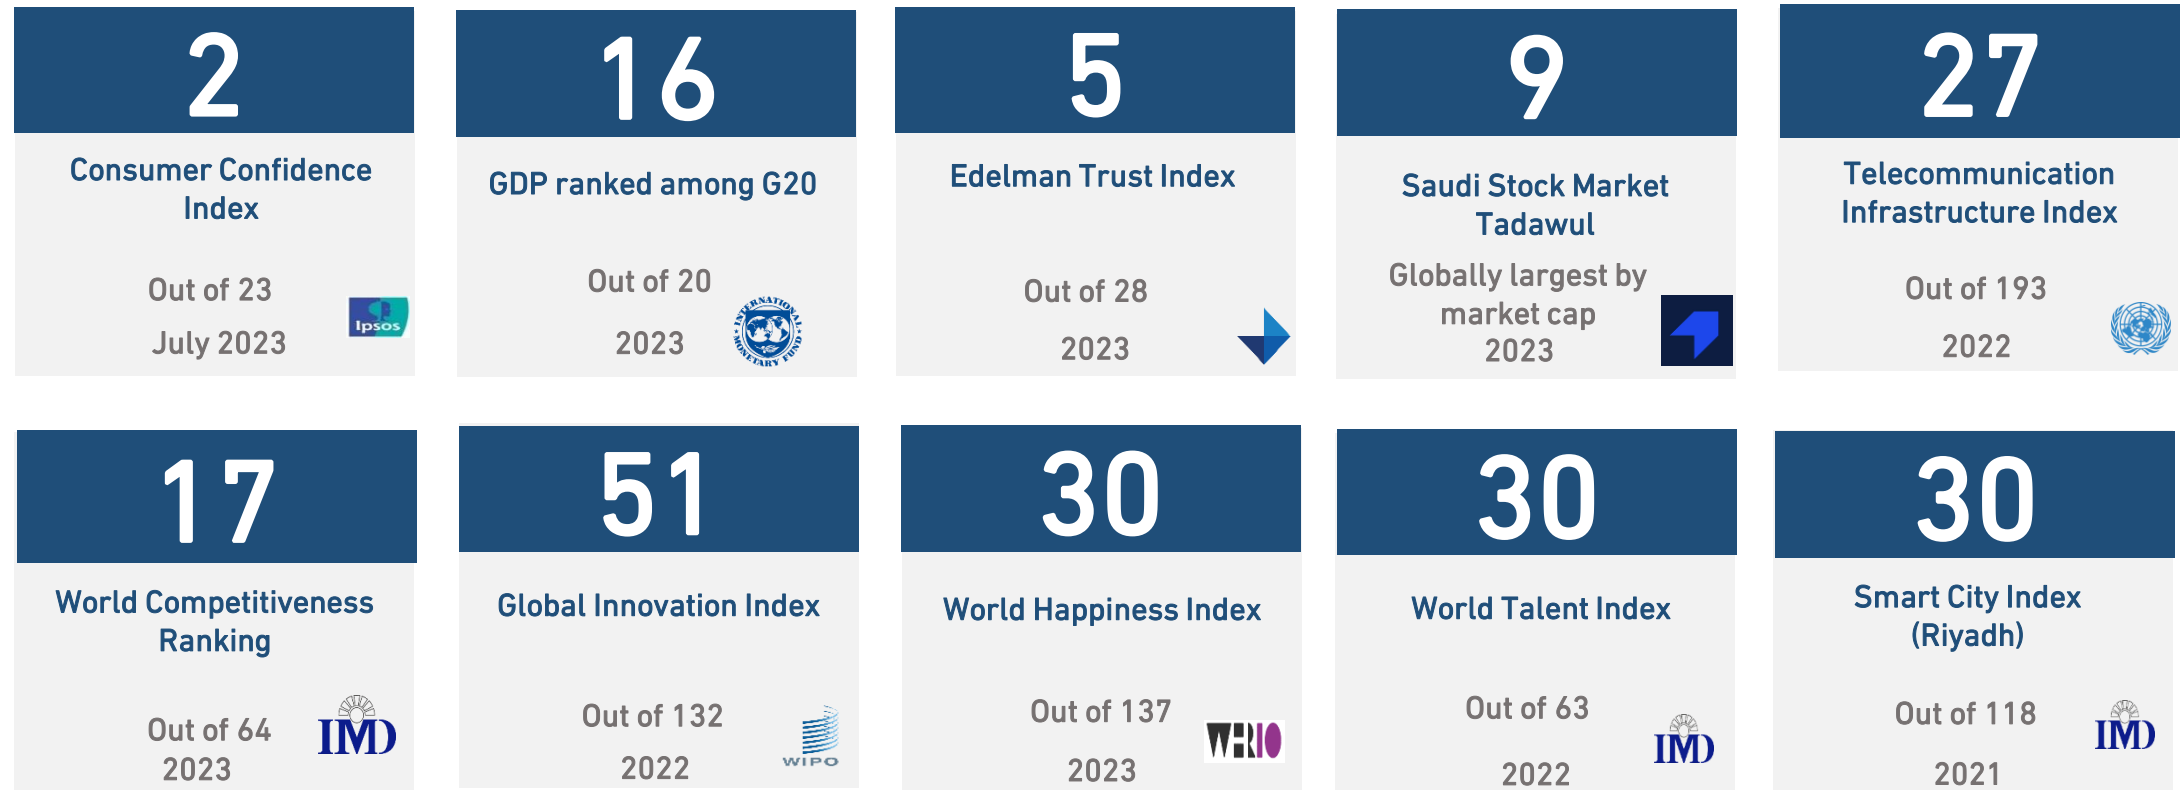 2
Consumer Confidence
Index
Out of 23
July 2023
Ipsos
16
GDP ranked among G20
Out of 20
2023
INTERNATIONAL
MONETARY FUND
5
Edelman Trust Index
Out of 28
2023
9
Saudi Stock Market
Tadawul
Globally largest by
market cap
2023
27
Telecommunication
Infrastructure Index
Out of 193
2022
17
World Competitiveness
Ranking
Out of 64
2023
IMD
51
Global Innovation Index
Out of 132
2022
WIPO
30
World Happiness Index
Out of 137
2023
30
World Talent Index
Out of 63
2022
IMD
30
Smart City Index
(Riyadh)
Out of 118
2021
IMD